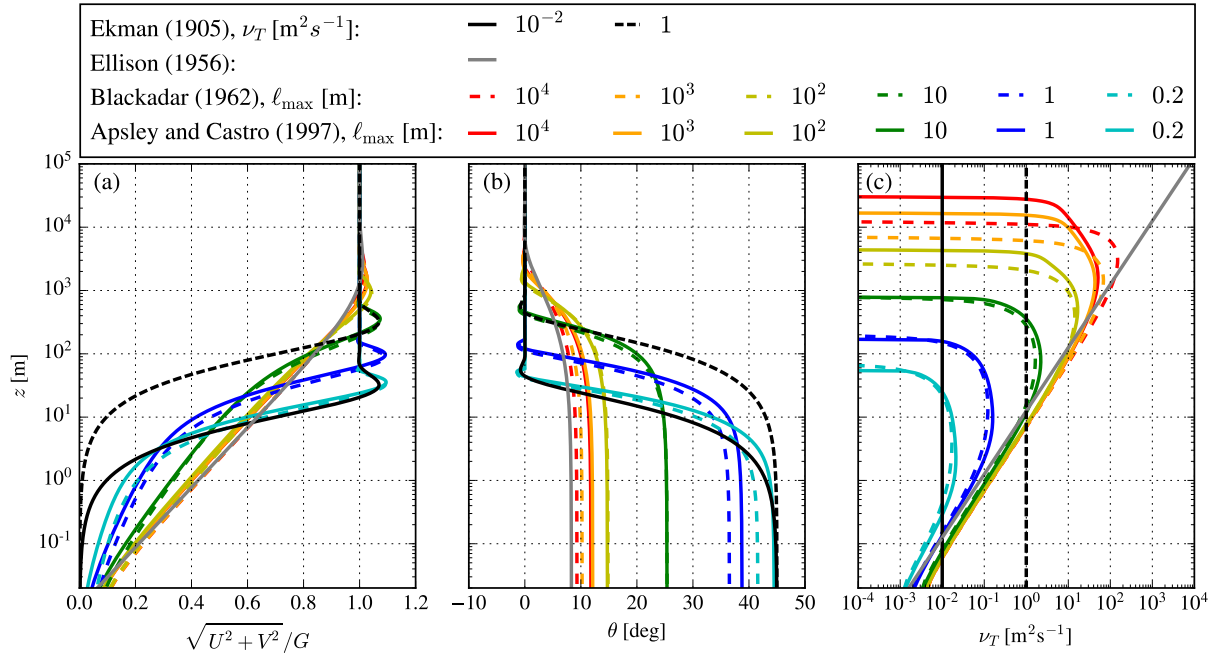 Ekman (1905), ν_T [m²s⁻¹]: 10⁻² 1
Ellison (1956):
Blackadar (1962), ℓ_max [m]: 10⁴ 10³ 10² 10 1 0.2
Apsley and Castro (1997), ℓ_max [m]: 10⁴ 10³ 10² 10 1 0.2
(a) (b) (c)
10⁵
10⁴
10³
10²
10¹
10⁰
10⁻¹
z [m]
0.0 0.2 0.4 0.6 0.8 1.0 1.2
√(U² + V²)/G
−10 0 10 20 30 40 50
θ [deg]
10⁻⁴ 10⁻³ 10⁻² 10⁻¹ 10⁰ 10¹ 10² 10³ 10⁴
ν_T [m²s⁻¹]